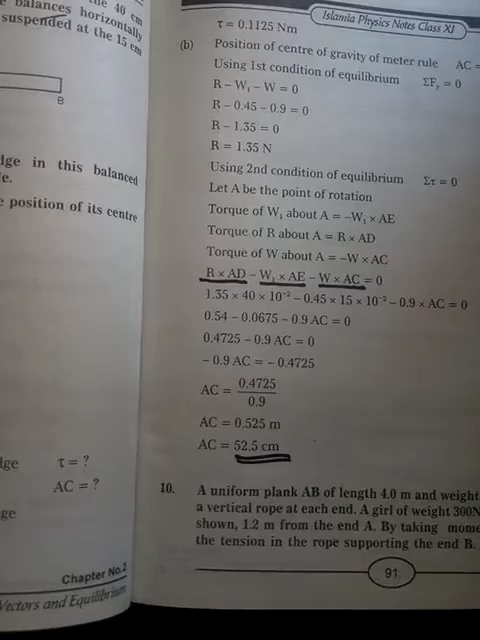 the 40 cm
balances horizontally
suspended at the 15 cm
B
dge in this balanced
e.
e position of its centre
dge τ = ?
AC = ?
ge
Chapter No.2
Vectors and Equilibrium
Islamia Physics Notes Class XI
τ = 0.1125 Nm
(b) Position of centre of gravity of meter rule AC =
Using 1st condition of equilibrium ΣFy = 0
R – W₁ – W = 0
R – 0.45 – 0.9 = 0
R – 1.35 = 0
R = 1.35 N
Using 2nd condition of equilibrium Στ = 0
Let A be the point of rotation
Torque of W₁ about A = –W₁ × AE
Torque of R about A = R × AD
Torque of W about A = –W × AC
R × AD – W₁ × AE – W × AC = 0
1.35 × 40 × 10⁻² – 0.45 × 15 × 10⁻² – 0.9 × AC = 0
0.54 – 0.0675 – 0.9 AC = 0
0.4725 – 0.9 AC = 0
– 0.9 AC = – 0.4725
AC = 0.4725 / 0.9
AC = 0.525 m
AC = 52.5 cm
10. A uniform plank AB of length 4.0 m and weight
a vertical rope at each end. A girl of weight 300N
shown, 1.2 m from the end A. By taking mome
the tension in the rope supporting the end B.
91